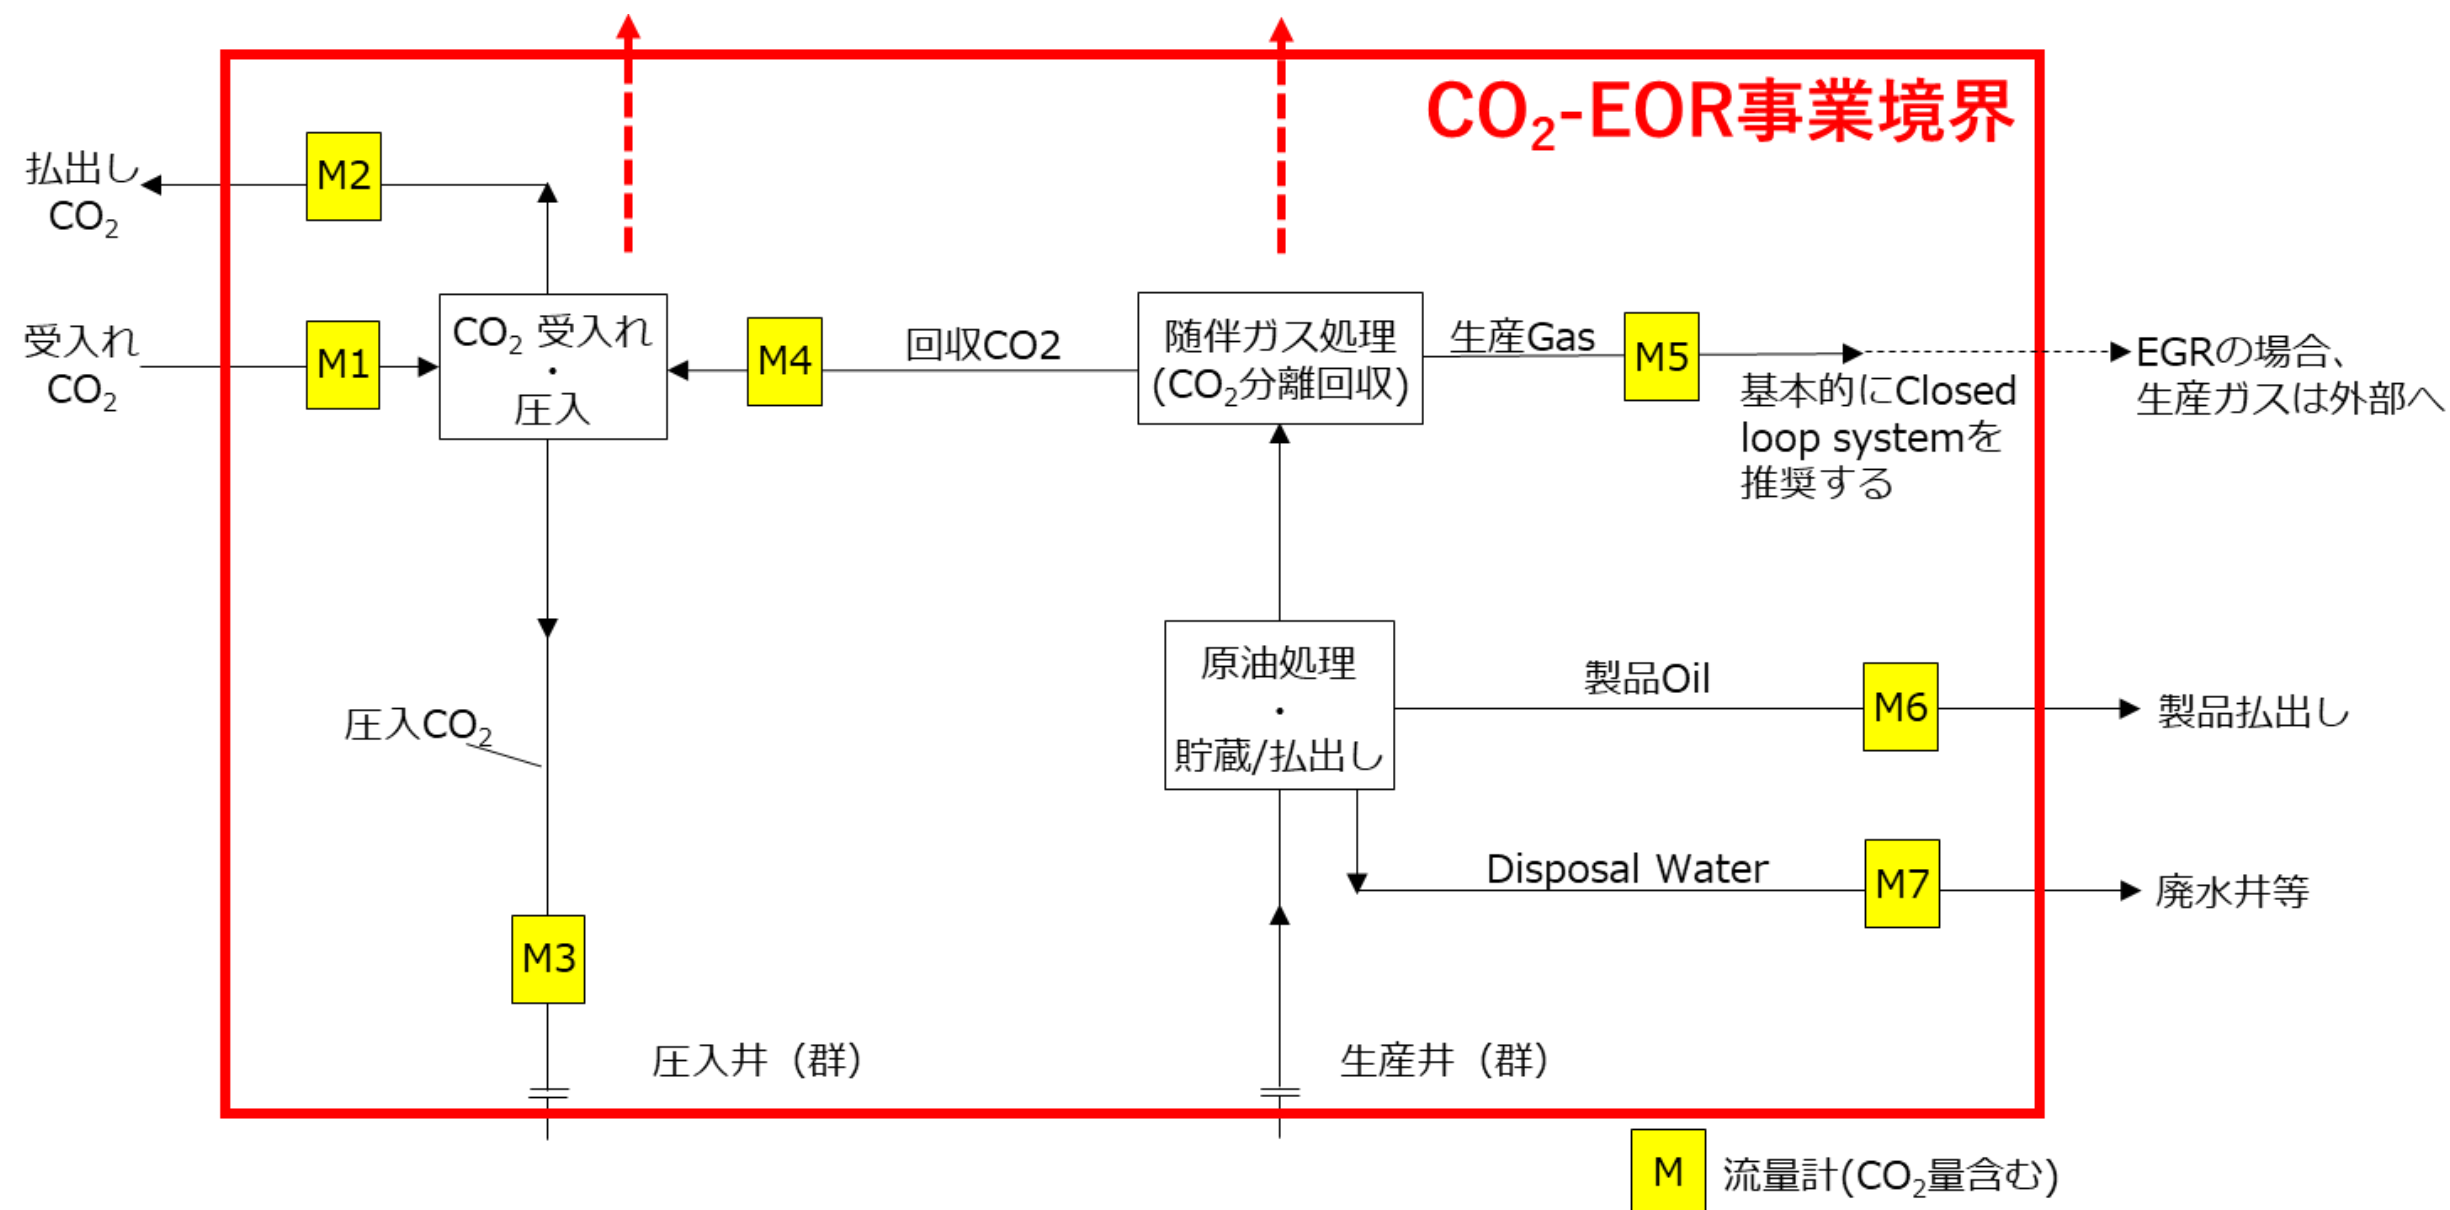 CO₂-EOR事業境界
払出し
CO₂
M2
受入れ
CO₂
M1
CO₂ 受入れ
・
圧入
M4
回収CO2
随伴ガス処理
(CO₂分離回収)
生産Gas
M5
基本的にClosed
loop systemを
推奨する
EGRの場合、
生産ガスは外部へ
圧入CO₂
原油処理
・
貯蔵/払出し
製品Oil
M6
製品払出し
Disposal Water
M7
廃水井等
M3
圧入井（群）
生産井（群）
M
流量計(CO₂量含む)